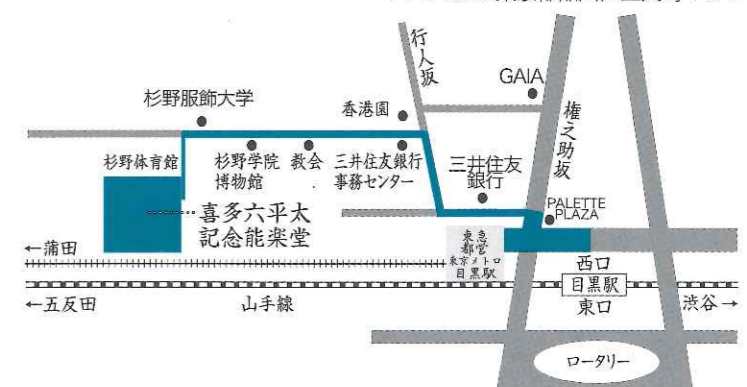 行人坂
GAIA
権之助坂
杉野服飾大学
香港園
杉野体育館
杉野学院
博物館
教会
三井住友銀行
事務センター
三井住友
銀行
PALETTE
PLAZA
喜多六平太
記念能楽堂
←蒲田
東急
都営
東京メトロ
目黒駅
西口
目黒駅
東口
←五反田
山手線
渋谷→
ロータリー